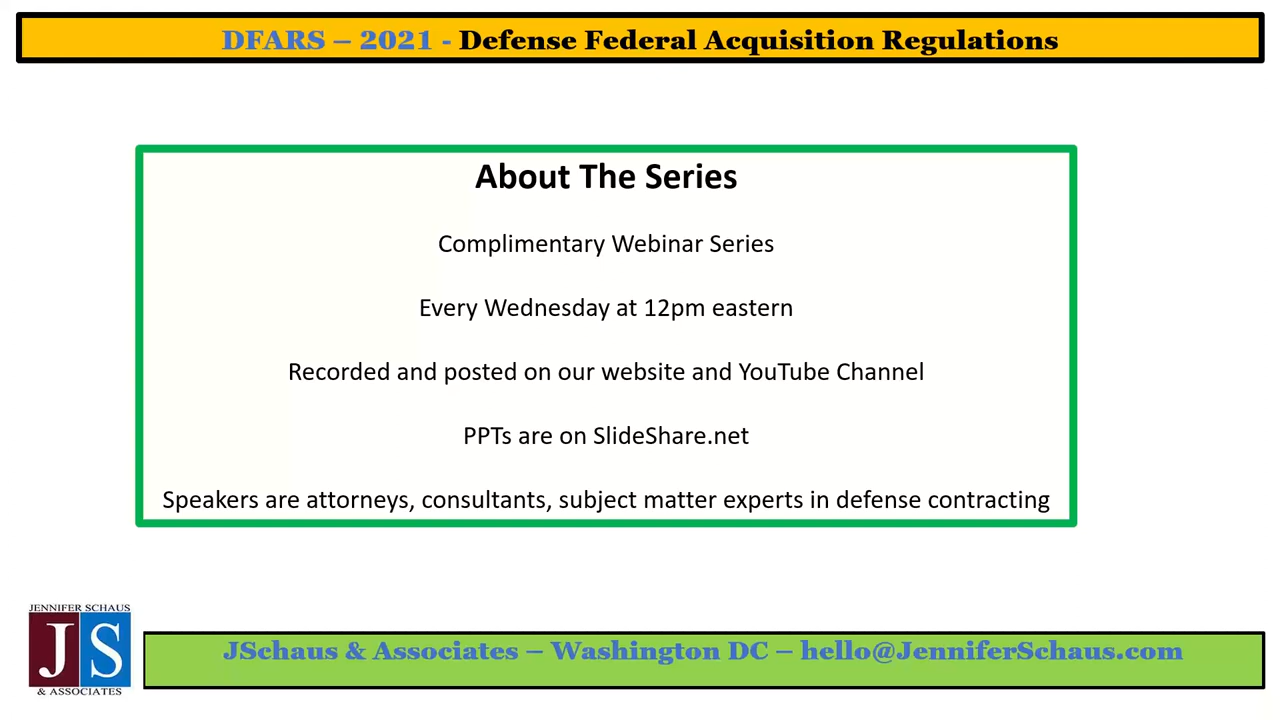 DFARS – 2021 - Defense Federal Acquisition Regulations
About The Series
Complimentary Webinar Series
Every Wednesday at 12pm eastern
Recorded and posted on our website and YouTube Channel
PPTs are on SlideShare.net
Speakers are attorneys, consultants, subject matter experts in defense contracting
JENNIFER SCHAUS
JS
& ASSOCIATES
JSchaus & Associates – Washington DC – hello@JenniferSchaus.com